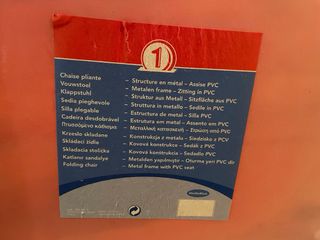 1
Chaise pliante – Structure en métal – Assise PVC
Vouwstoel – Metalen frame – Zitting in PVC
Klappstuhl – Struktur aus Metall – Sitzfläche aus PVC
Sedia pieghevole – Struttura in metallo – Sedile in PVC
Silla plegable – Estructura de metal – Silla PVC
Cadeira desdobrável – Estrutura em metal – Assento em PVC
Πτυσσόμενο κάθισμα – Μεταλλική κατασκευή – Στρώση από PVC
Krzesło składane – Konstrukcja z metalu – Siedzisko z PCV
Skládací židle – Kovová konstrukce – Sedák z PVC
Skladacia stolička – Kovová konštrukcia – Sedadlo PVC
Katlanır sandalye – Metalden yapılmıştır – Oturma yeri PVC dir
Folding chair – Metal frame with PVC seat